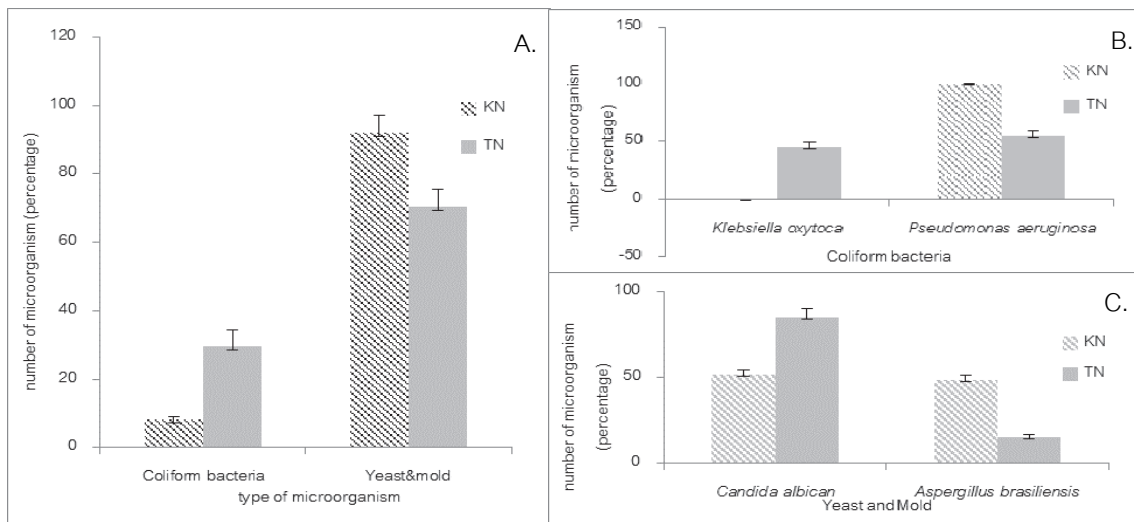 A.
number of microorganism (percentage)
120
100
80
60
40
20
0
KN
TN
Coliform bacteria
Yeast&mold
type of microorganism
B.
number of microorganism
(percentage)
150
100
50
0
-50
KN
TN
Klebsiella oxytoca
Pseudomonas aeruginosa
Coliform bacteria
C.
number of microorganism
(percentage)
100
50
0
KN
TN
Candida albican
Aspergillus brasiliensis
Yeast and Mold